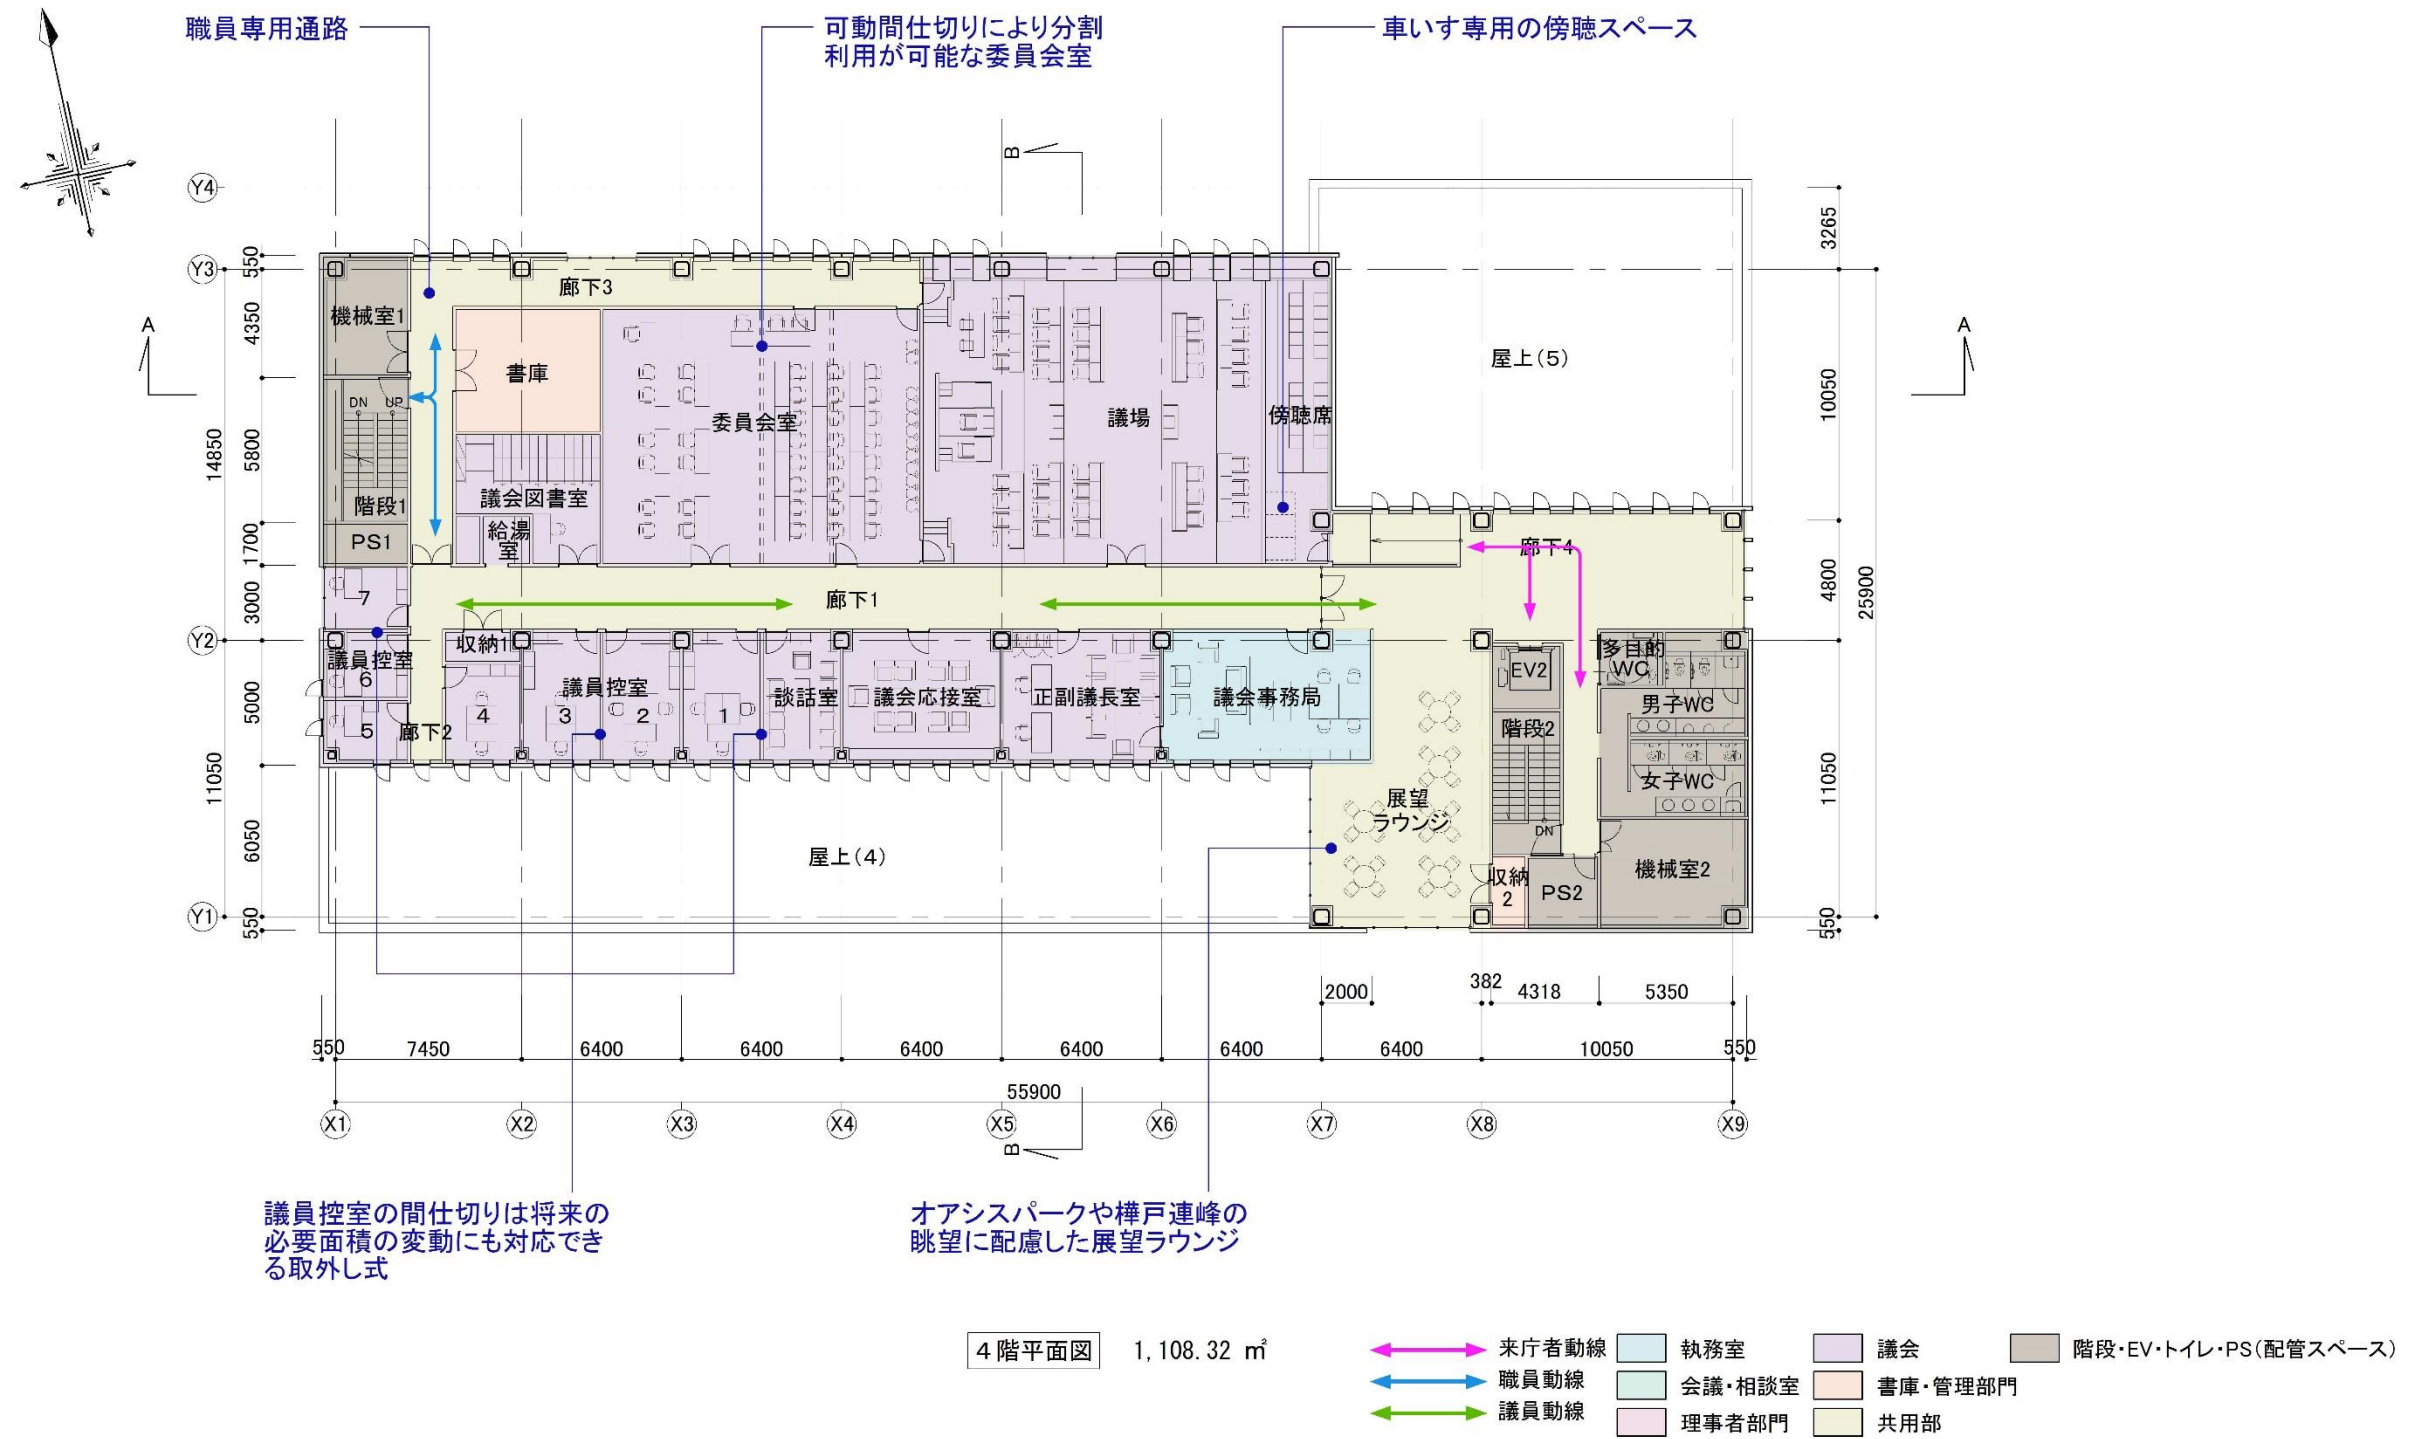 職員専用通路
可動間仕切りにより分割
利用が可能な委員会室
車いす専用の傍聴スペース
B
Y4
3265
Y3
550
機械室1
廊下3
4350
A
A
書庫
屋上(5)
10050
DN
UP
委員会室
議場
傍聴席
14850
5800
議会図書室
階段1
給湯
室
PS1
1700
廊下4
7
廊下1
3000
4800
25900
Y2
収納1
多目的
WC
議員控室
6
EV2
議員控室
談話室
議会応接室
正副議長室
議会事務局
男子WC
5000
5
廊下2
4
3
2
1
階段2
11050
女子WC
11050
展望
ラウンジ
DN
6050
屋上(4)
収納
2
PS2
機械室2
Y1
550
550
382
2000
4318
5350
550
7450
6400
6400
6400
6400
6400
6400
10050
550
55900
X1
X2
X3
X4
X5
X6
X7
X8
X9
B
議員控室の間仕切りは将来の
必要面積の変動にも対応でき
る取外し式
オアシスパークや樺戸連峰の
眺望に配慮した展望ラウンジ
4階平面図
1,108.32 ㎡
来庁者動線
職員動線
議員動線
執務室
会議・相談室
理事者部門
議会
書庫・管理部門
共用部
階段・EV・トイレ・PS(配管スペース)